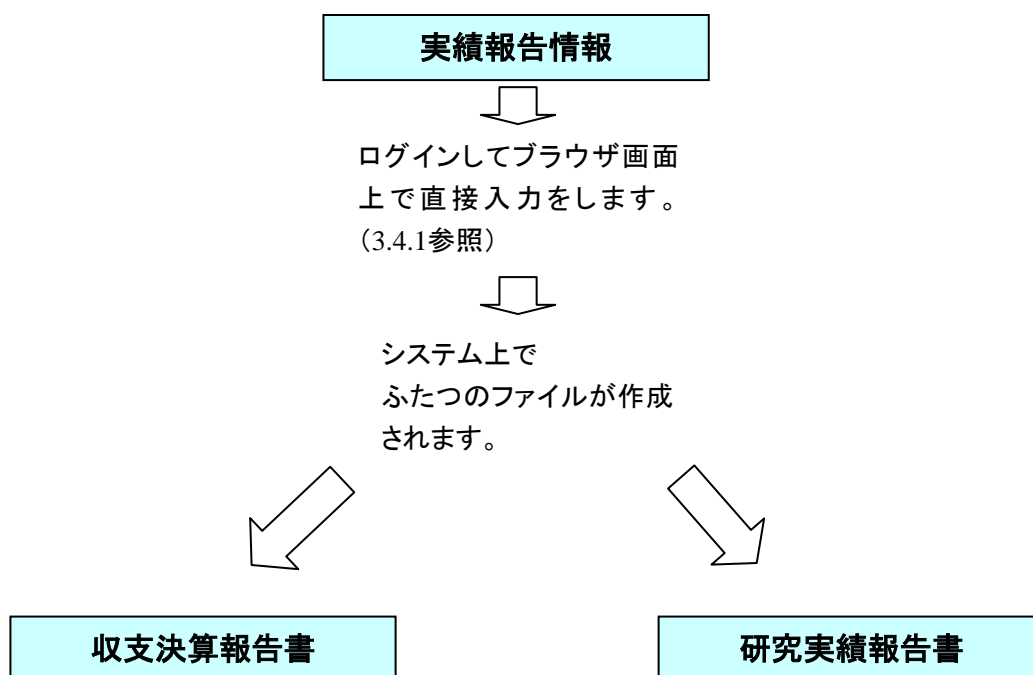 実績報告情報
ログインしてブラウザ画面
上で直接入力をします。
（3.4.1参照）
システム上で
ふたつのファイルが作成
されます。
収支決算報告書
研究実績報告書